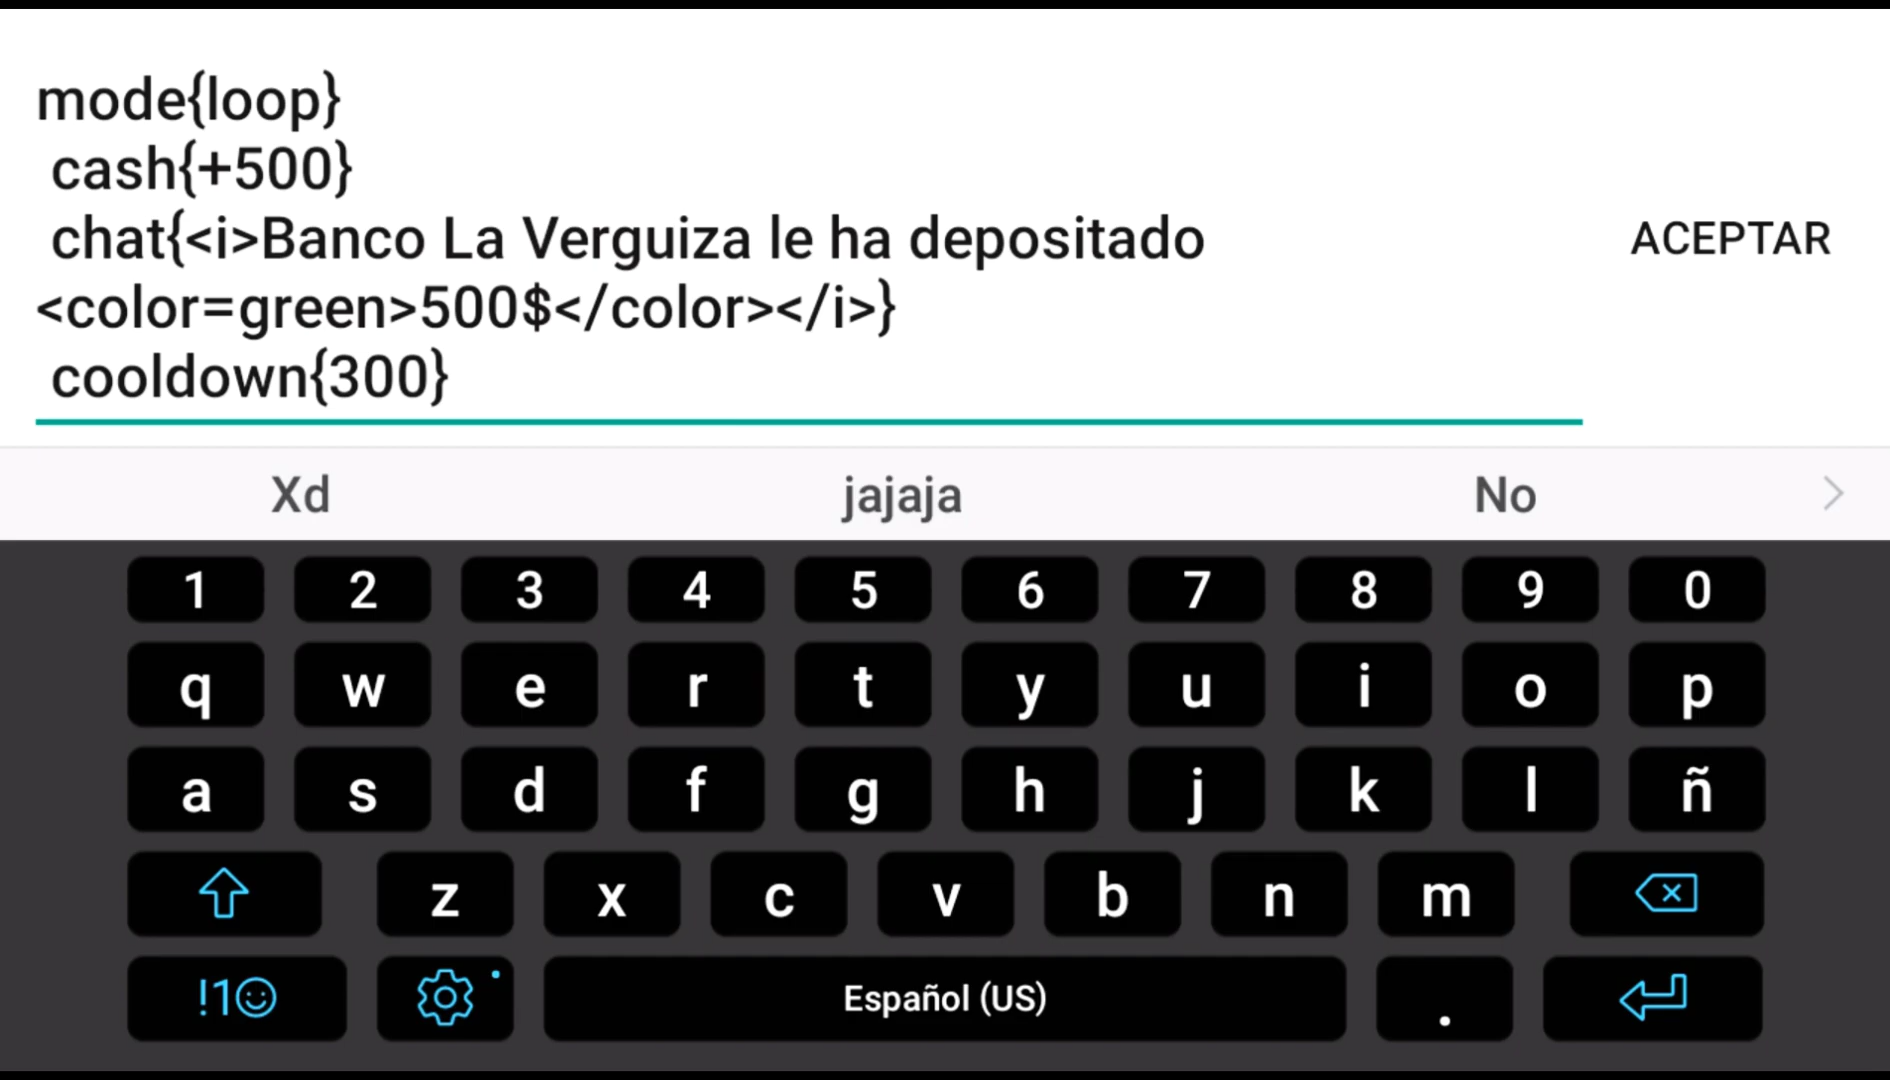 mode{loop}
cash{+500}
chat{<i>Banco La Verguiza le ha depositado
<color=green>500$</color></i>}
cooldown{300}
ACEPTAR
Xd jajaja No
1 2 3 4 5 6 7 8 9 0
q w e r t y u i o p
a s d f g h j k l ñ
z x c v b n m
!1☺ Español (US) .